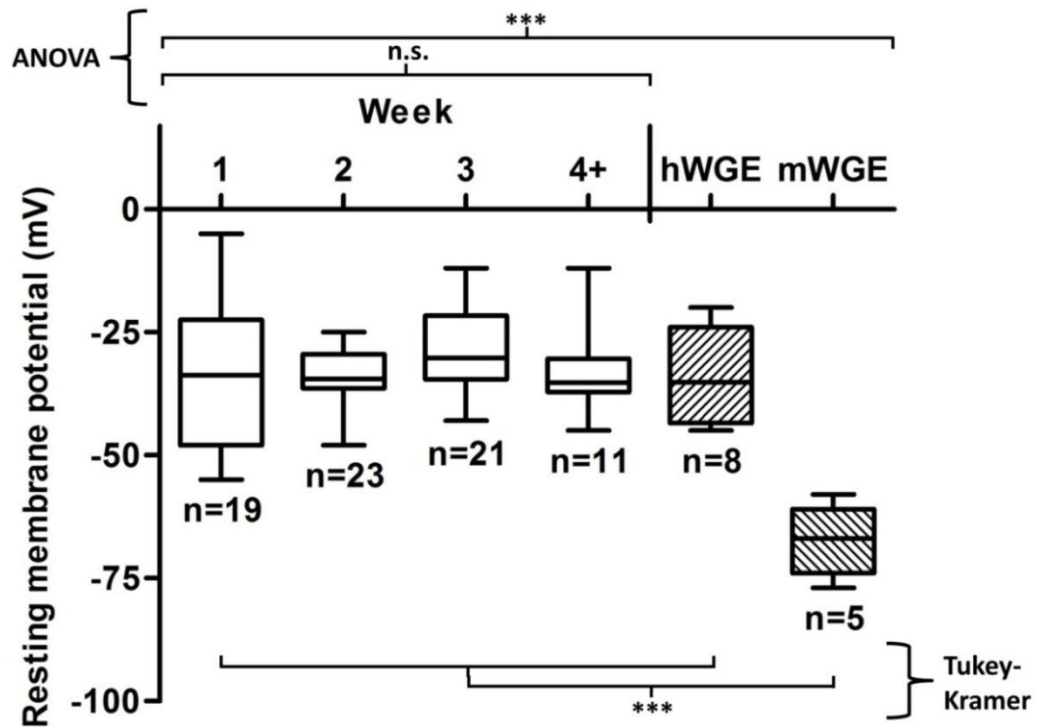 ***
ANOVA
n.s.
Week
1 2 3 4+ hWGE mWGE
Resting membrane potential (mV)
0
-25
-50
-75
-100
n=19
n=23
n=21
n=11
n=8
n=5
Tukey-
Kramer
***